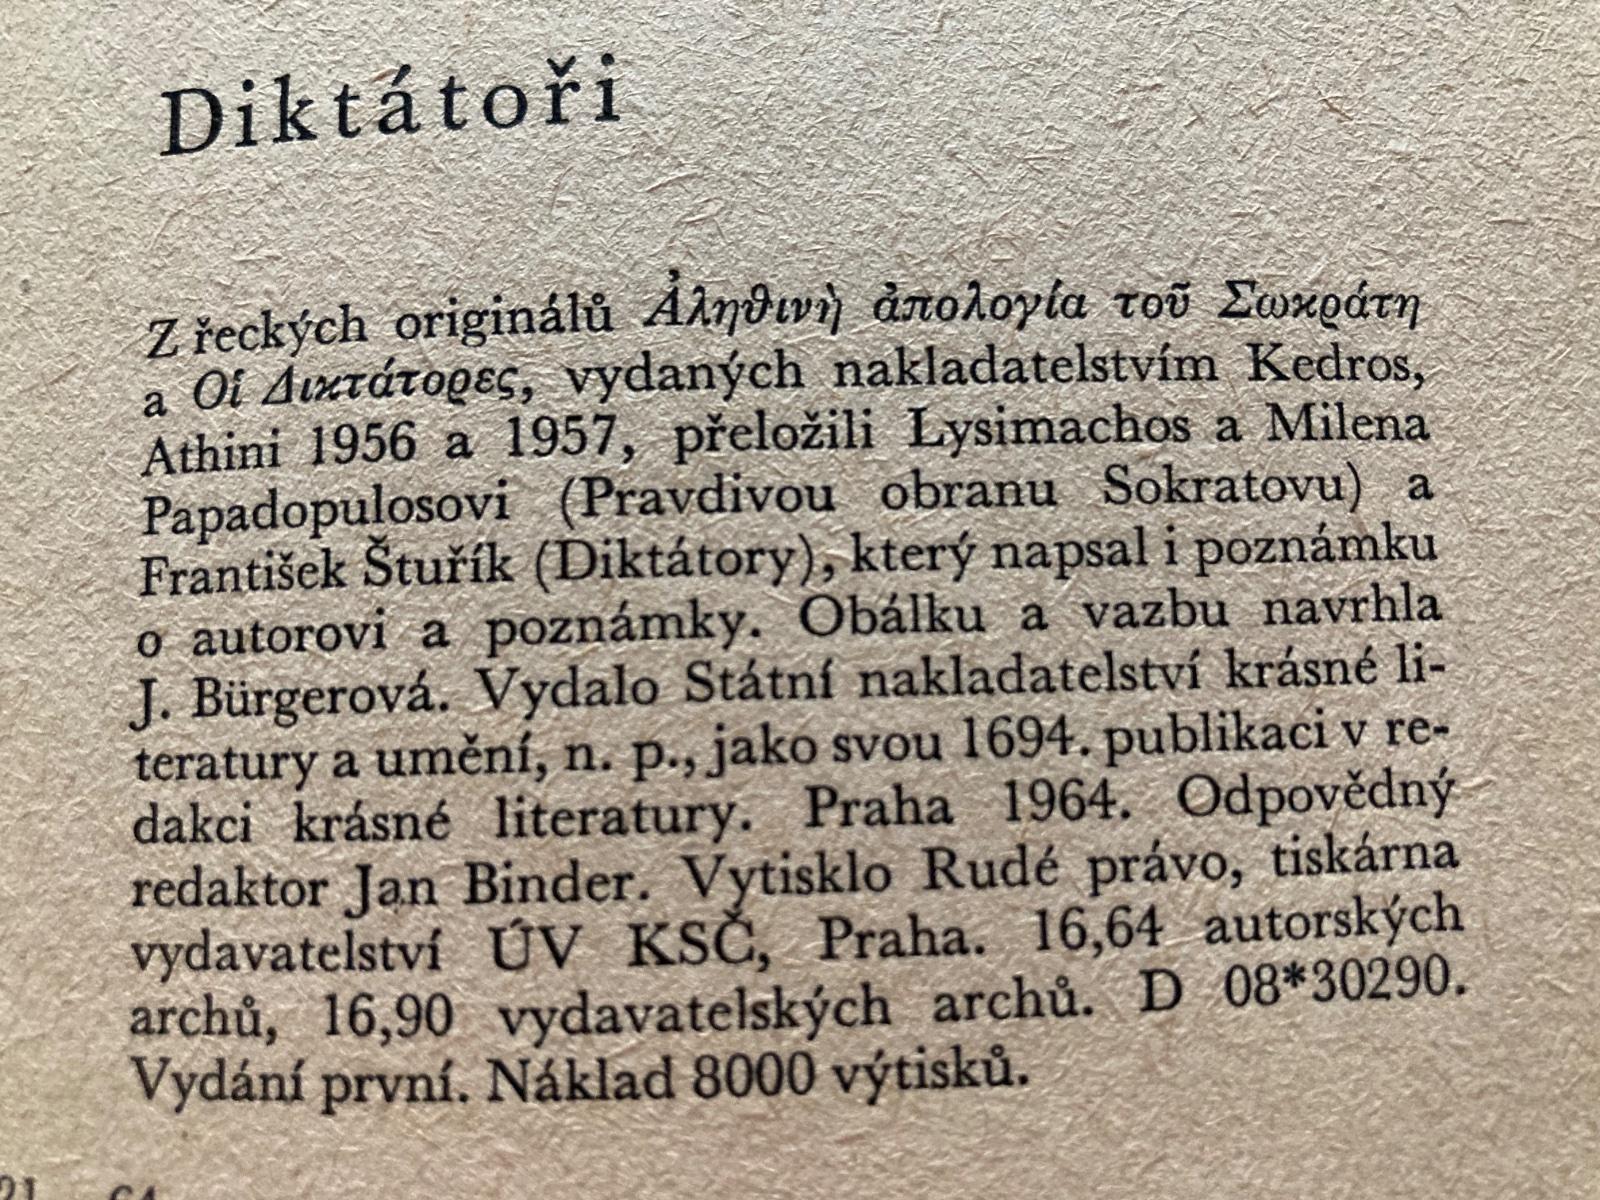 Diktátoři
Z řeckých originálů Ἀληθινὴ ἀπολογία τοῦ Σωκράτη
a Οἱ Δικτάτορες, vydaných nakladatelstvím Kedros,
Athini 1956 a 1957, přeložili Lysimachos a Milena
Papadopulosovi (Pravdivou obranu Sokratovu) a
František Štuřík (Diktátory), který napsal i poznámku
o autorovi a poznámky. Obálku a vazbu navrhla
J. Bürgerová. Vydalo Státní nakladatelství krásné li-
teratury a umění, n. p., jako svou 1694. publikaci v re-
dakci krásné literatury. Praha 1964. Odpovědný
redaktor Jan Binder. Vytisklo Rudé právo, tiskárna
vydavatelství ÚV KSČ, Praha. 16,64 autorských
archů, 16,90 vydavatelských archů. D 08*30290.
Vydání první. Náklad 8000 výtisků.